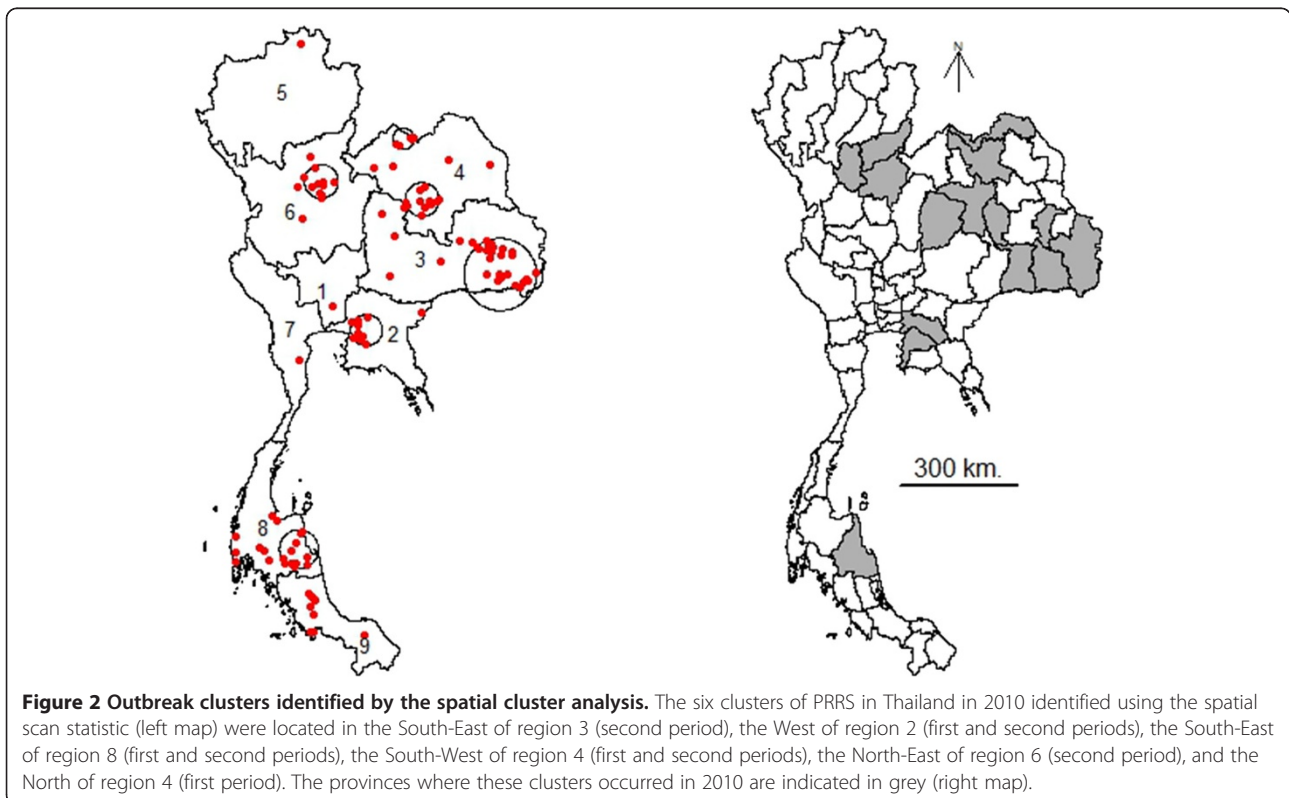 5
4
6
3
1
7
2
8
9
N
300 km.
Figure 2 Outbreak clusters identified by the spatial cluster analysis. The six clusters of PRRS in Thailand in 2010 identified using the spatial
scan statistic (left map) were located in the South-East of region 3 (second period), the West of region 2 (first and second periods), the South-East
of region 8 (first and second periods), the South-West of region 4 (first and second periods), the North-East of region 6 (second period), and the
North of region 4 (first period). The provinces where these clusters occurred in 2010 are indicated in grey (right map).